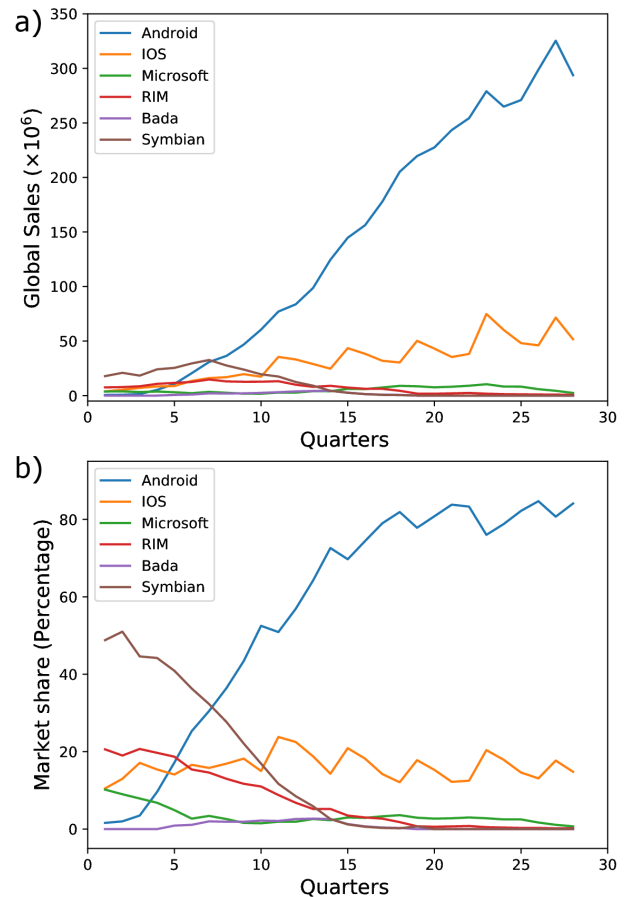 a)
350
300
250
200
150
100
50
0
Global Sales (×10⁶)
Android
IOS
Microsoft
RIM
Bada
Symbian
0 5 10 15 20 25 30
Quarters
b)
80
60
40
20
0
Market share (Percentage)
Android
IOS
Microsoft
RIM
Bada
Symbian
0 5 10 15 20 25 30
Quarters